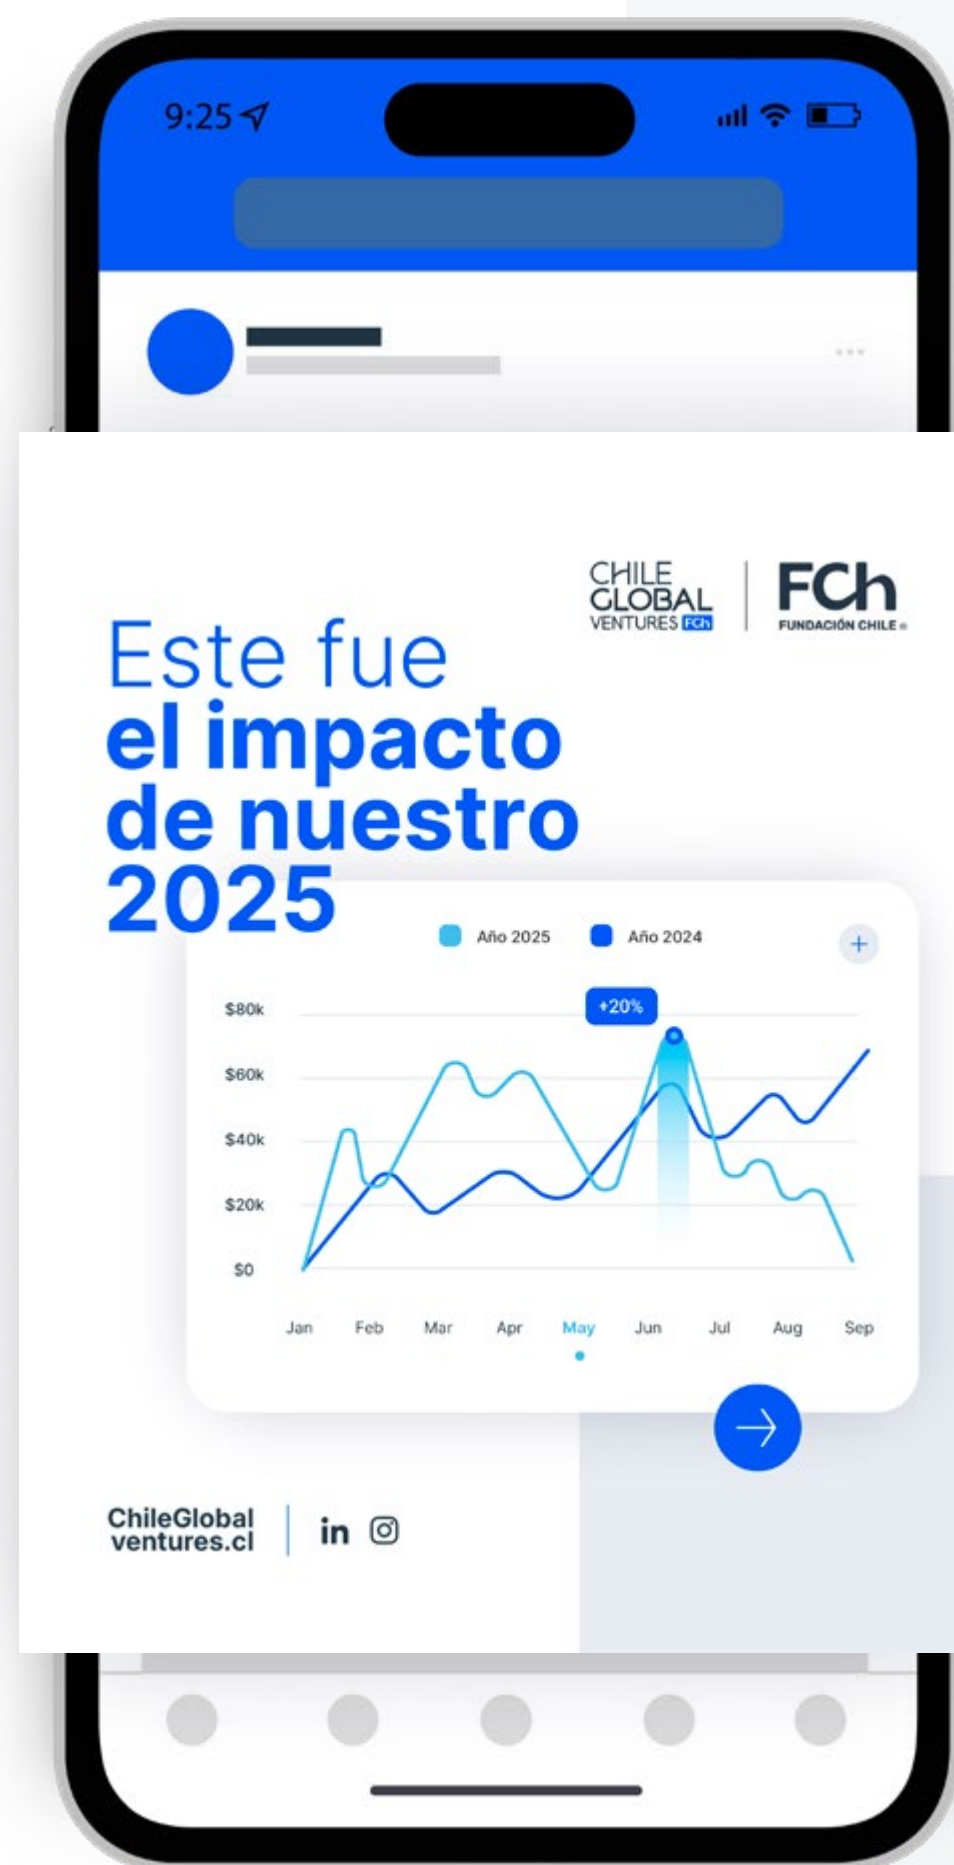 9:25
CHILE
GLOBAL
VENTURES FCh
FCh
FUNDACIÓN CHILE ®
Este fue
el impacto
de nuestro
2025
Año 2025 Año 2024
+
+20%
$80k
$60k
$40k
$20k
$0
Jan Feb Mar Apr May Jun Jul Aug Sep
ChileGlobal
ventures.cl
in